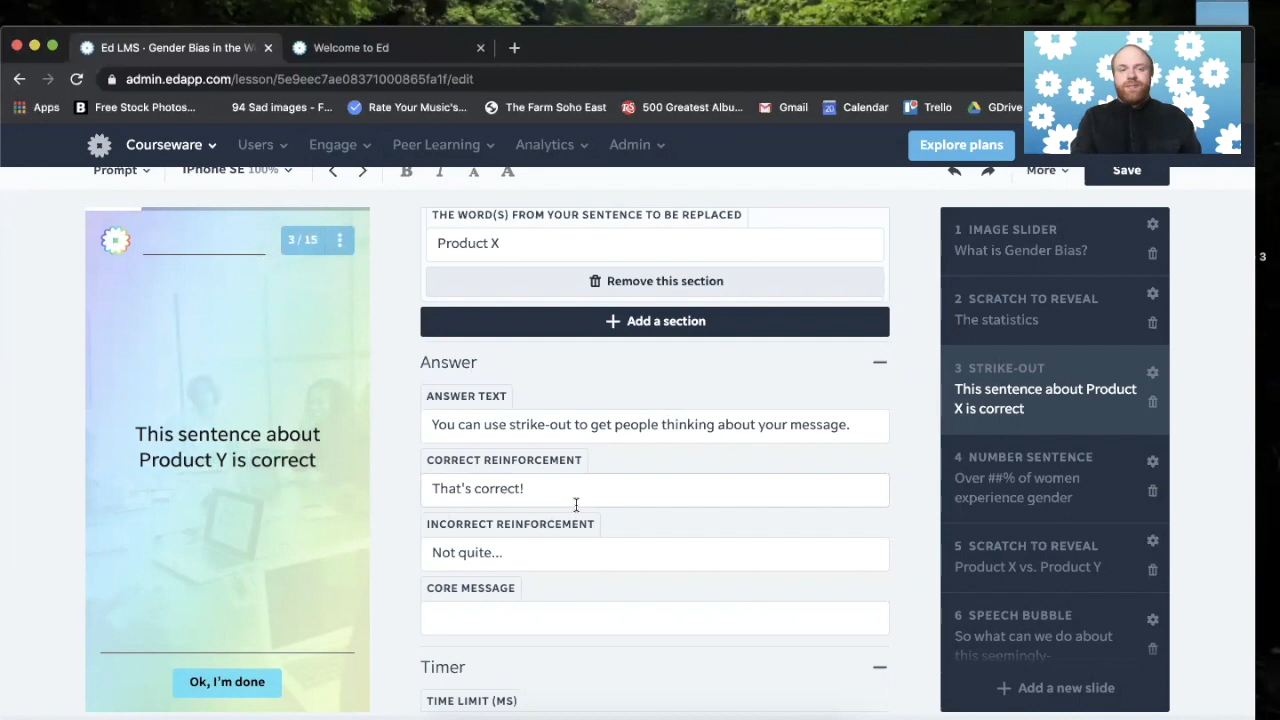 Ed LMS - Gender Bias in the W
Welcome to Ed
admin.edapp.com/lesson/
/edit
Apps
Free Stock Photos...
94 Sad images - F...
Rate Your Music's...
The Farm Soho East
500 Greatest Albu...
Gmail
Calendar
Trello
GDrive
Courseware
Users
Engage
Peer Learning
Analytics
Admin
Explore plans
Prompt
iPhone SE 100%
More
Save
This sentence about
Product Y is correct
Ok, I'm done
THE WORD(S) FROM YOUR SENTENCE TO BE REPLACED
Product X
Remove this section
Add a section
Answer
ANSWER TEXT
You can use strike-out to get people thinking about your message.
CORRECT REINFORCEMENT
That's correct!
INCORRECT REINFORCEMENT
Not quite...
CORE MESSAGE
Timer
TIME LIMIT (MS)
1 IMAGE SLIDER
What is Gender Bias?
2 SCRATCH TO REVEAL
The statistics
3 STRIKE-OUT
This sentence about Product
X is correct
4 NUMBER SENTENCE
Over ##% of women
experience gender
5 SCRATCH TO REVEAL
Product X vs. Product Y
6 SPEECH BUBBLE
So what can we do about
this seemingly-
Add a new slide
3